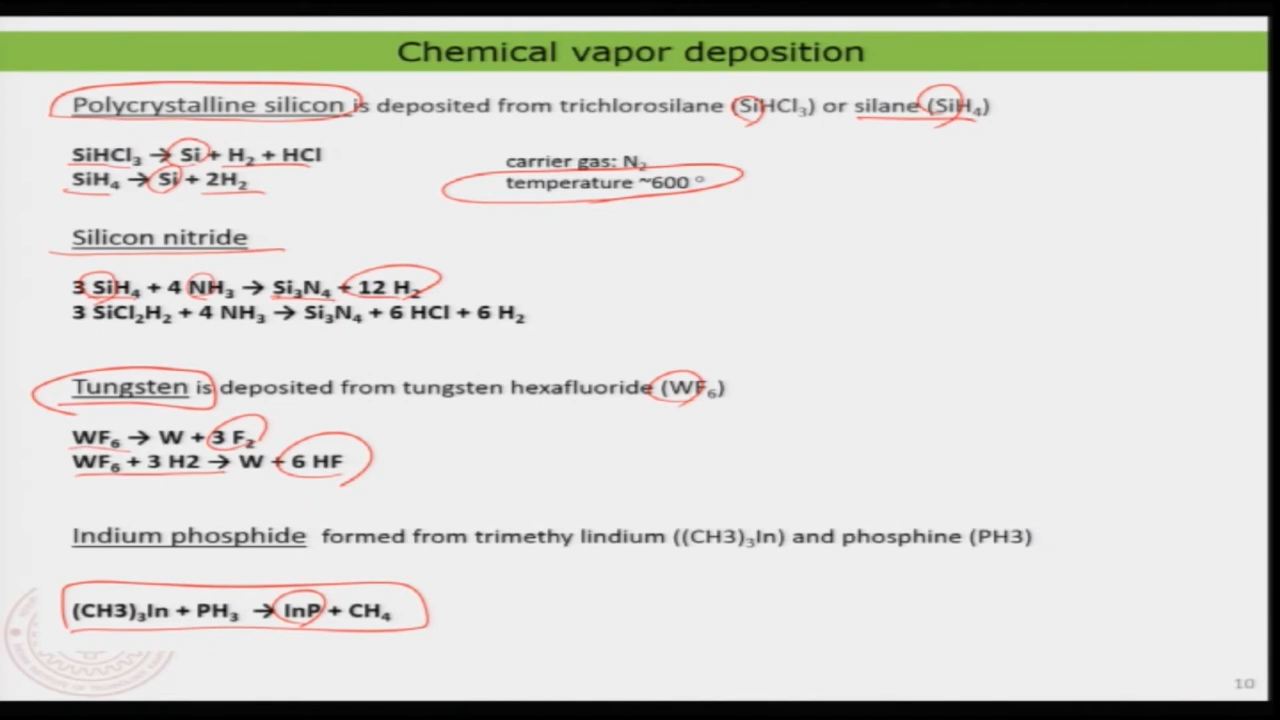 Chemical vapor deposition
Polycrystalline silicon is deposited from trichlorosilane (SiHCl₃) or silane (SiH₄)
SiHCl₃ → Si + H₂ + HCl
carrier gas: N₂
SiH₄ → Si + 2H₂
temperature ~600 °
Silicon nitride
3 SiH₄ + 4 NH₃ → Si₃N₄ + 12 H₂
3 SiCl₂H₂ + 4 NH₃ → Si₃N₄ + 6 HCl + 6 H₂
Tungsten is deposited from tungsten hexafluoride (WF₆)
WF₆ → W + 3 F₂
WF₆ + 3 H2 → W + 6 HF
Indium phosphide formed from trimethy lindium ((CH3)₃In) and phosphine (PH3)
(CH3)₃In + PH₃ → InP + CH₄
10